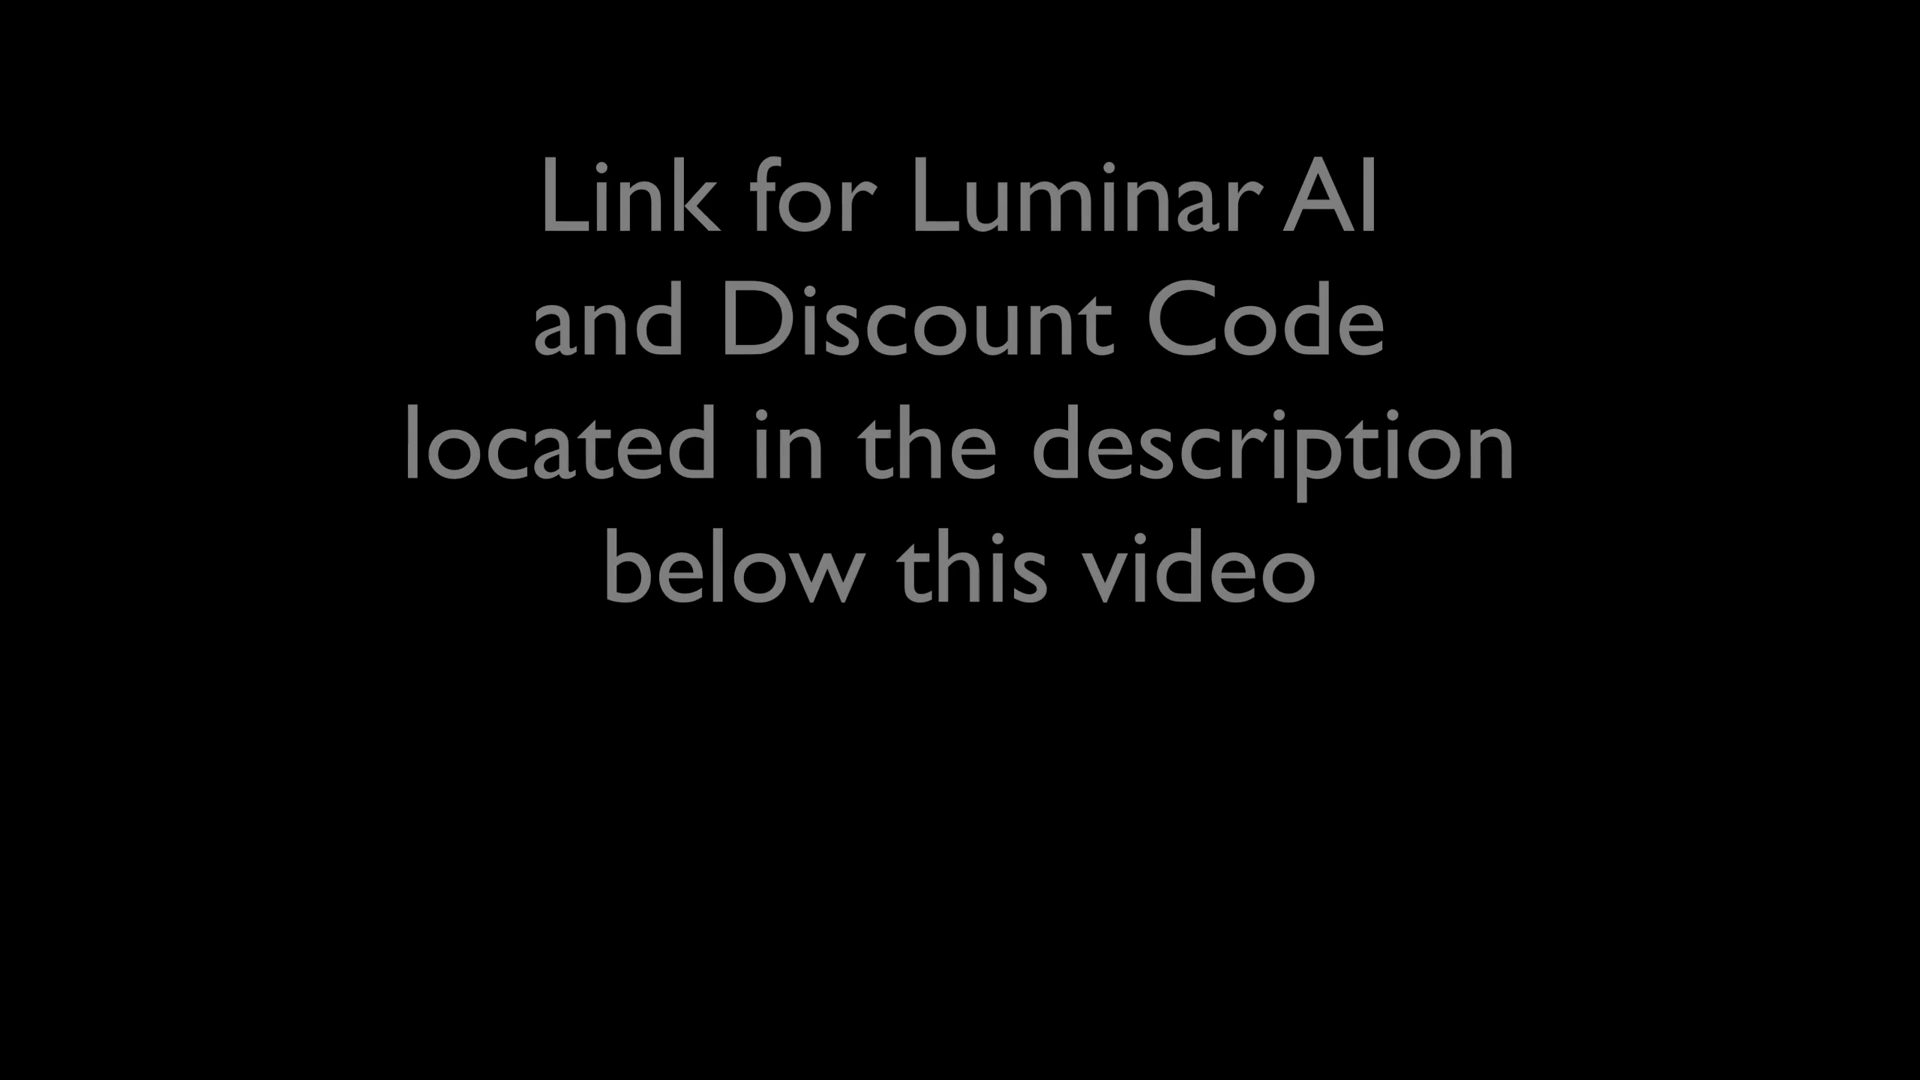 Link for Luminar AI
and Discount Code
located in the description
below this video